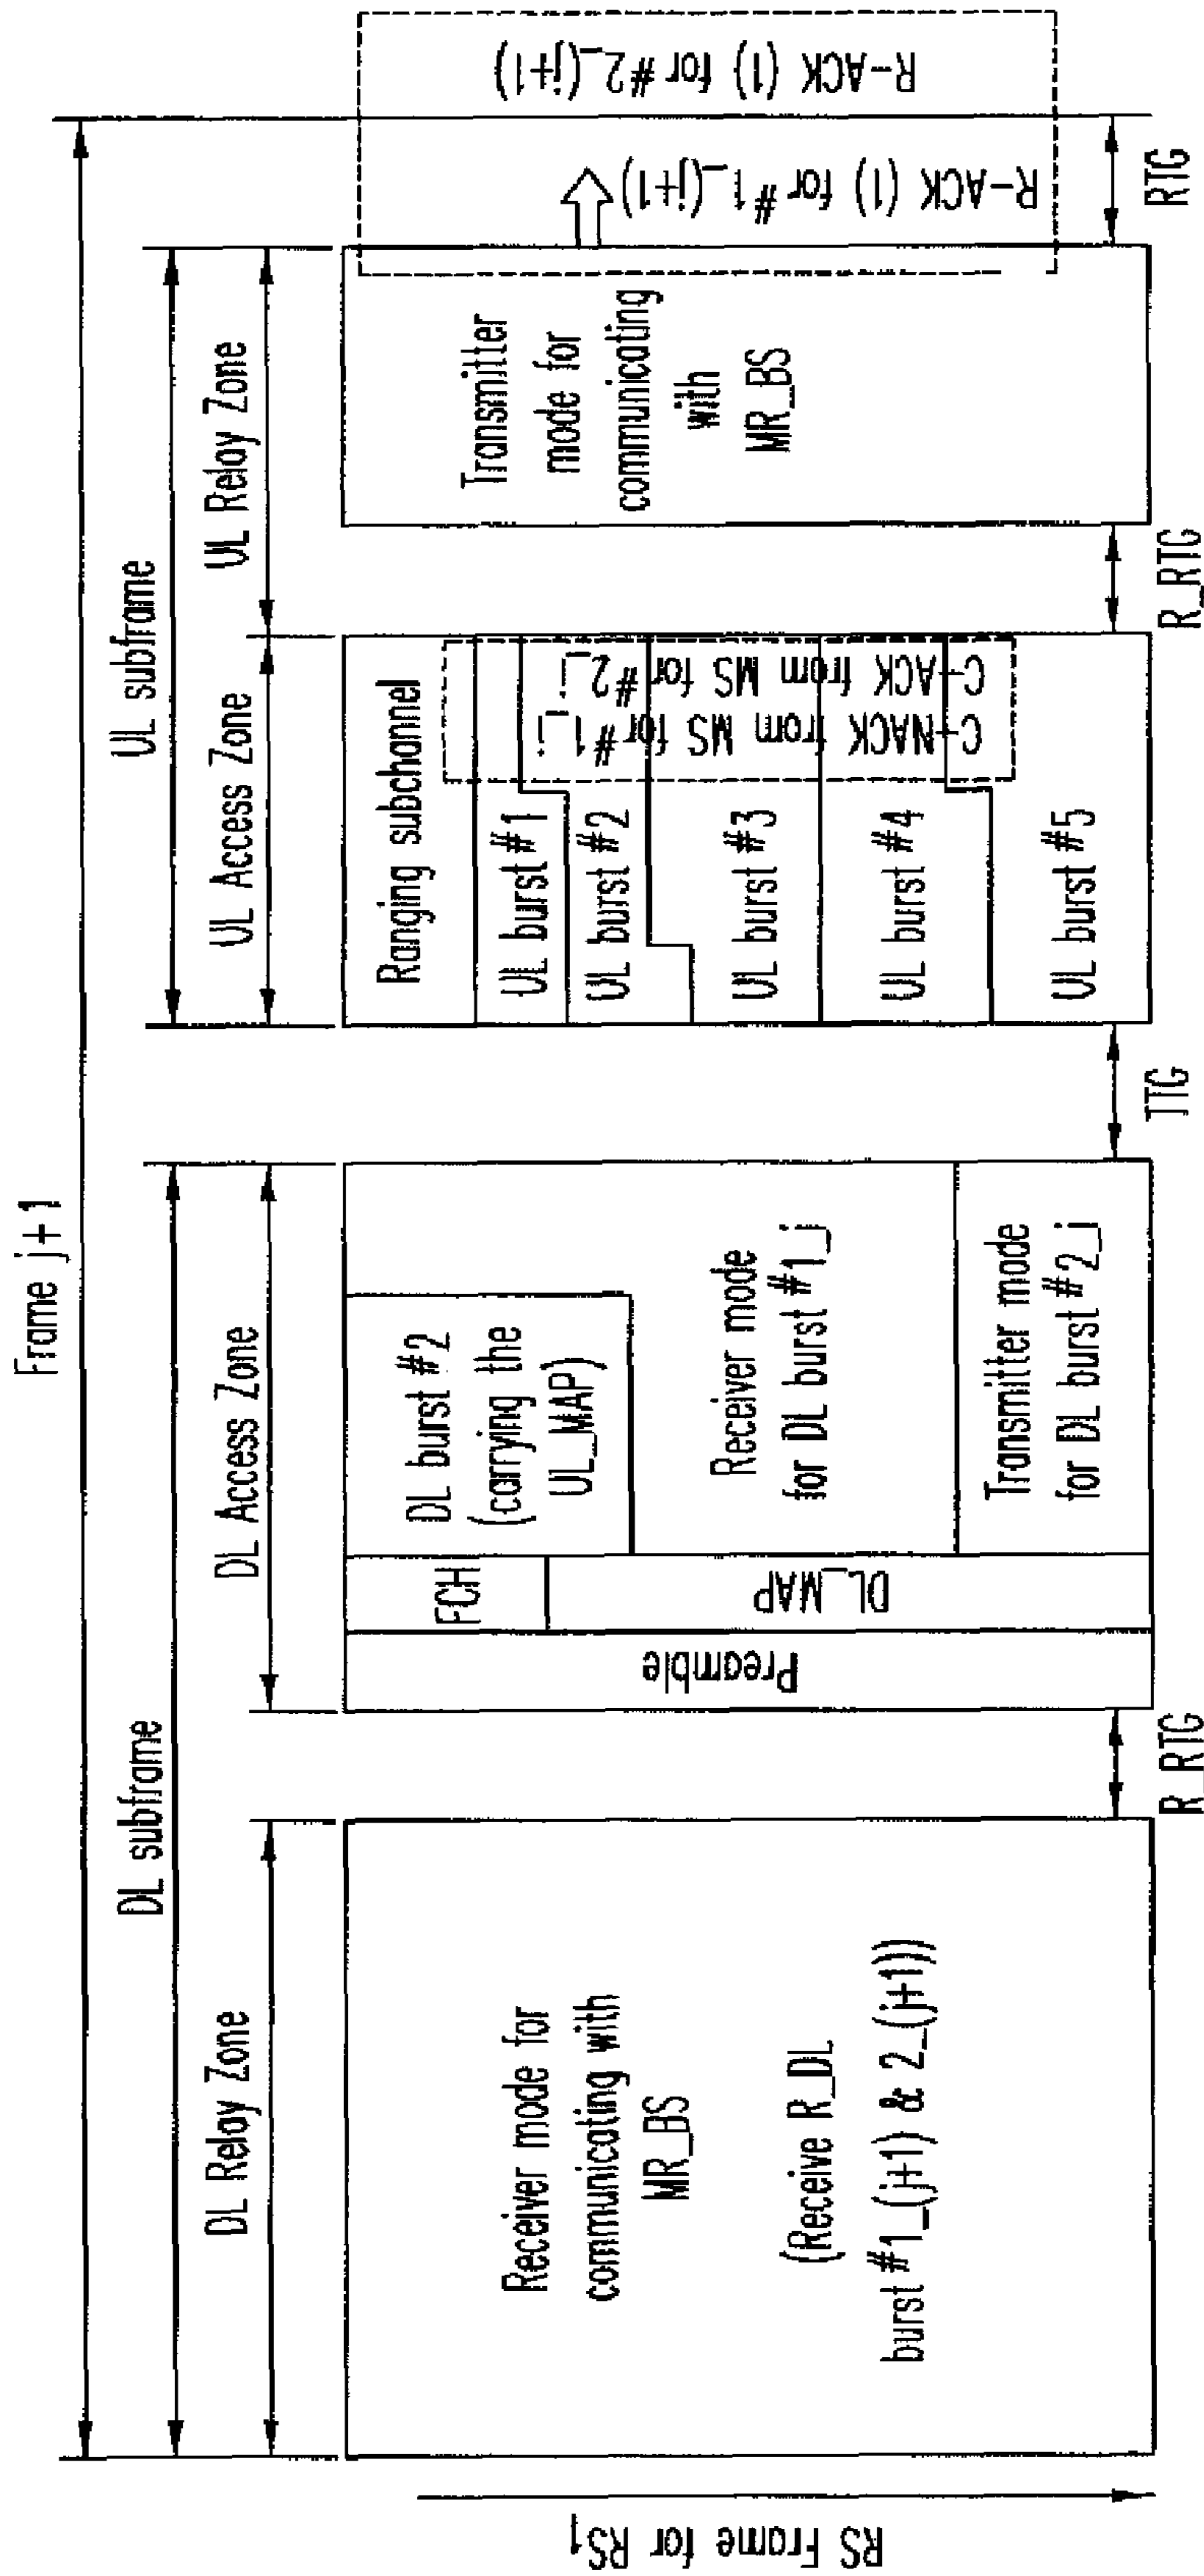 Frame j+1
DL subframe
UL subframe
DL Relay Zone
DL Access Zone
UL Access Zone
UL Relay Zone
RS Frame for RS1
Receiver mode for
communicating with
MR_BS
(Receive R_DL
burst #1_(j+1) & 2_(j+1))
R_RTG
Preamble
FCH
DL_MAP
DL burst #2
(carrying the
UL_MAP)
Receiver mode
for DL burst #1_j
Transmitter mode
for DL burst #2_j
TTG
Ranging subchannel
UL burst #1
UL burst #2
UL burst #3
UL burst #4
UL burst #5
C-NACK from MS for #1_j
C-ACK from MS for #2_j
R_RTG
Transmitter
mode for
communicating
with
MR_BS
R-ACK (1) for #1_(j+1)
R-ACK (1) for #2_(j+1)
RTG